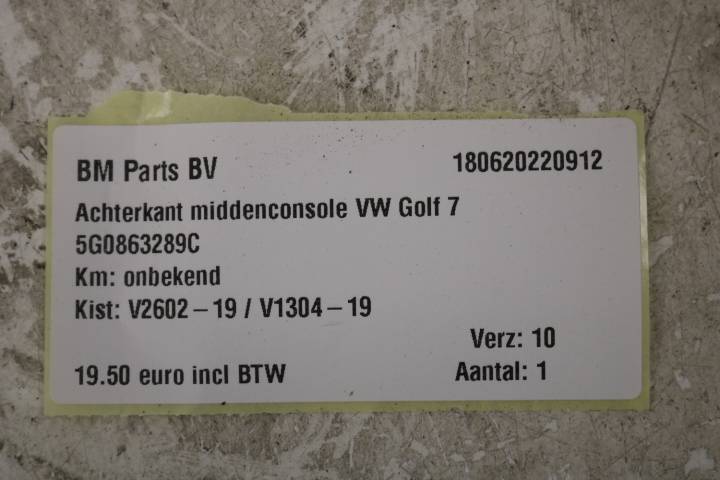 BM Parts BV 180620220912
Achterkant middenconsole VW Golf 7
5G0863289C
Km: onbekend
Kist: V2602 – 19 / V1304 – 19
Verz: 10
19.50 euro incl BTW Aantal: 1